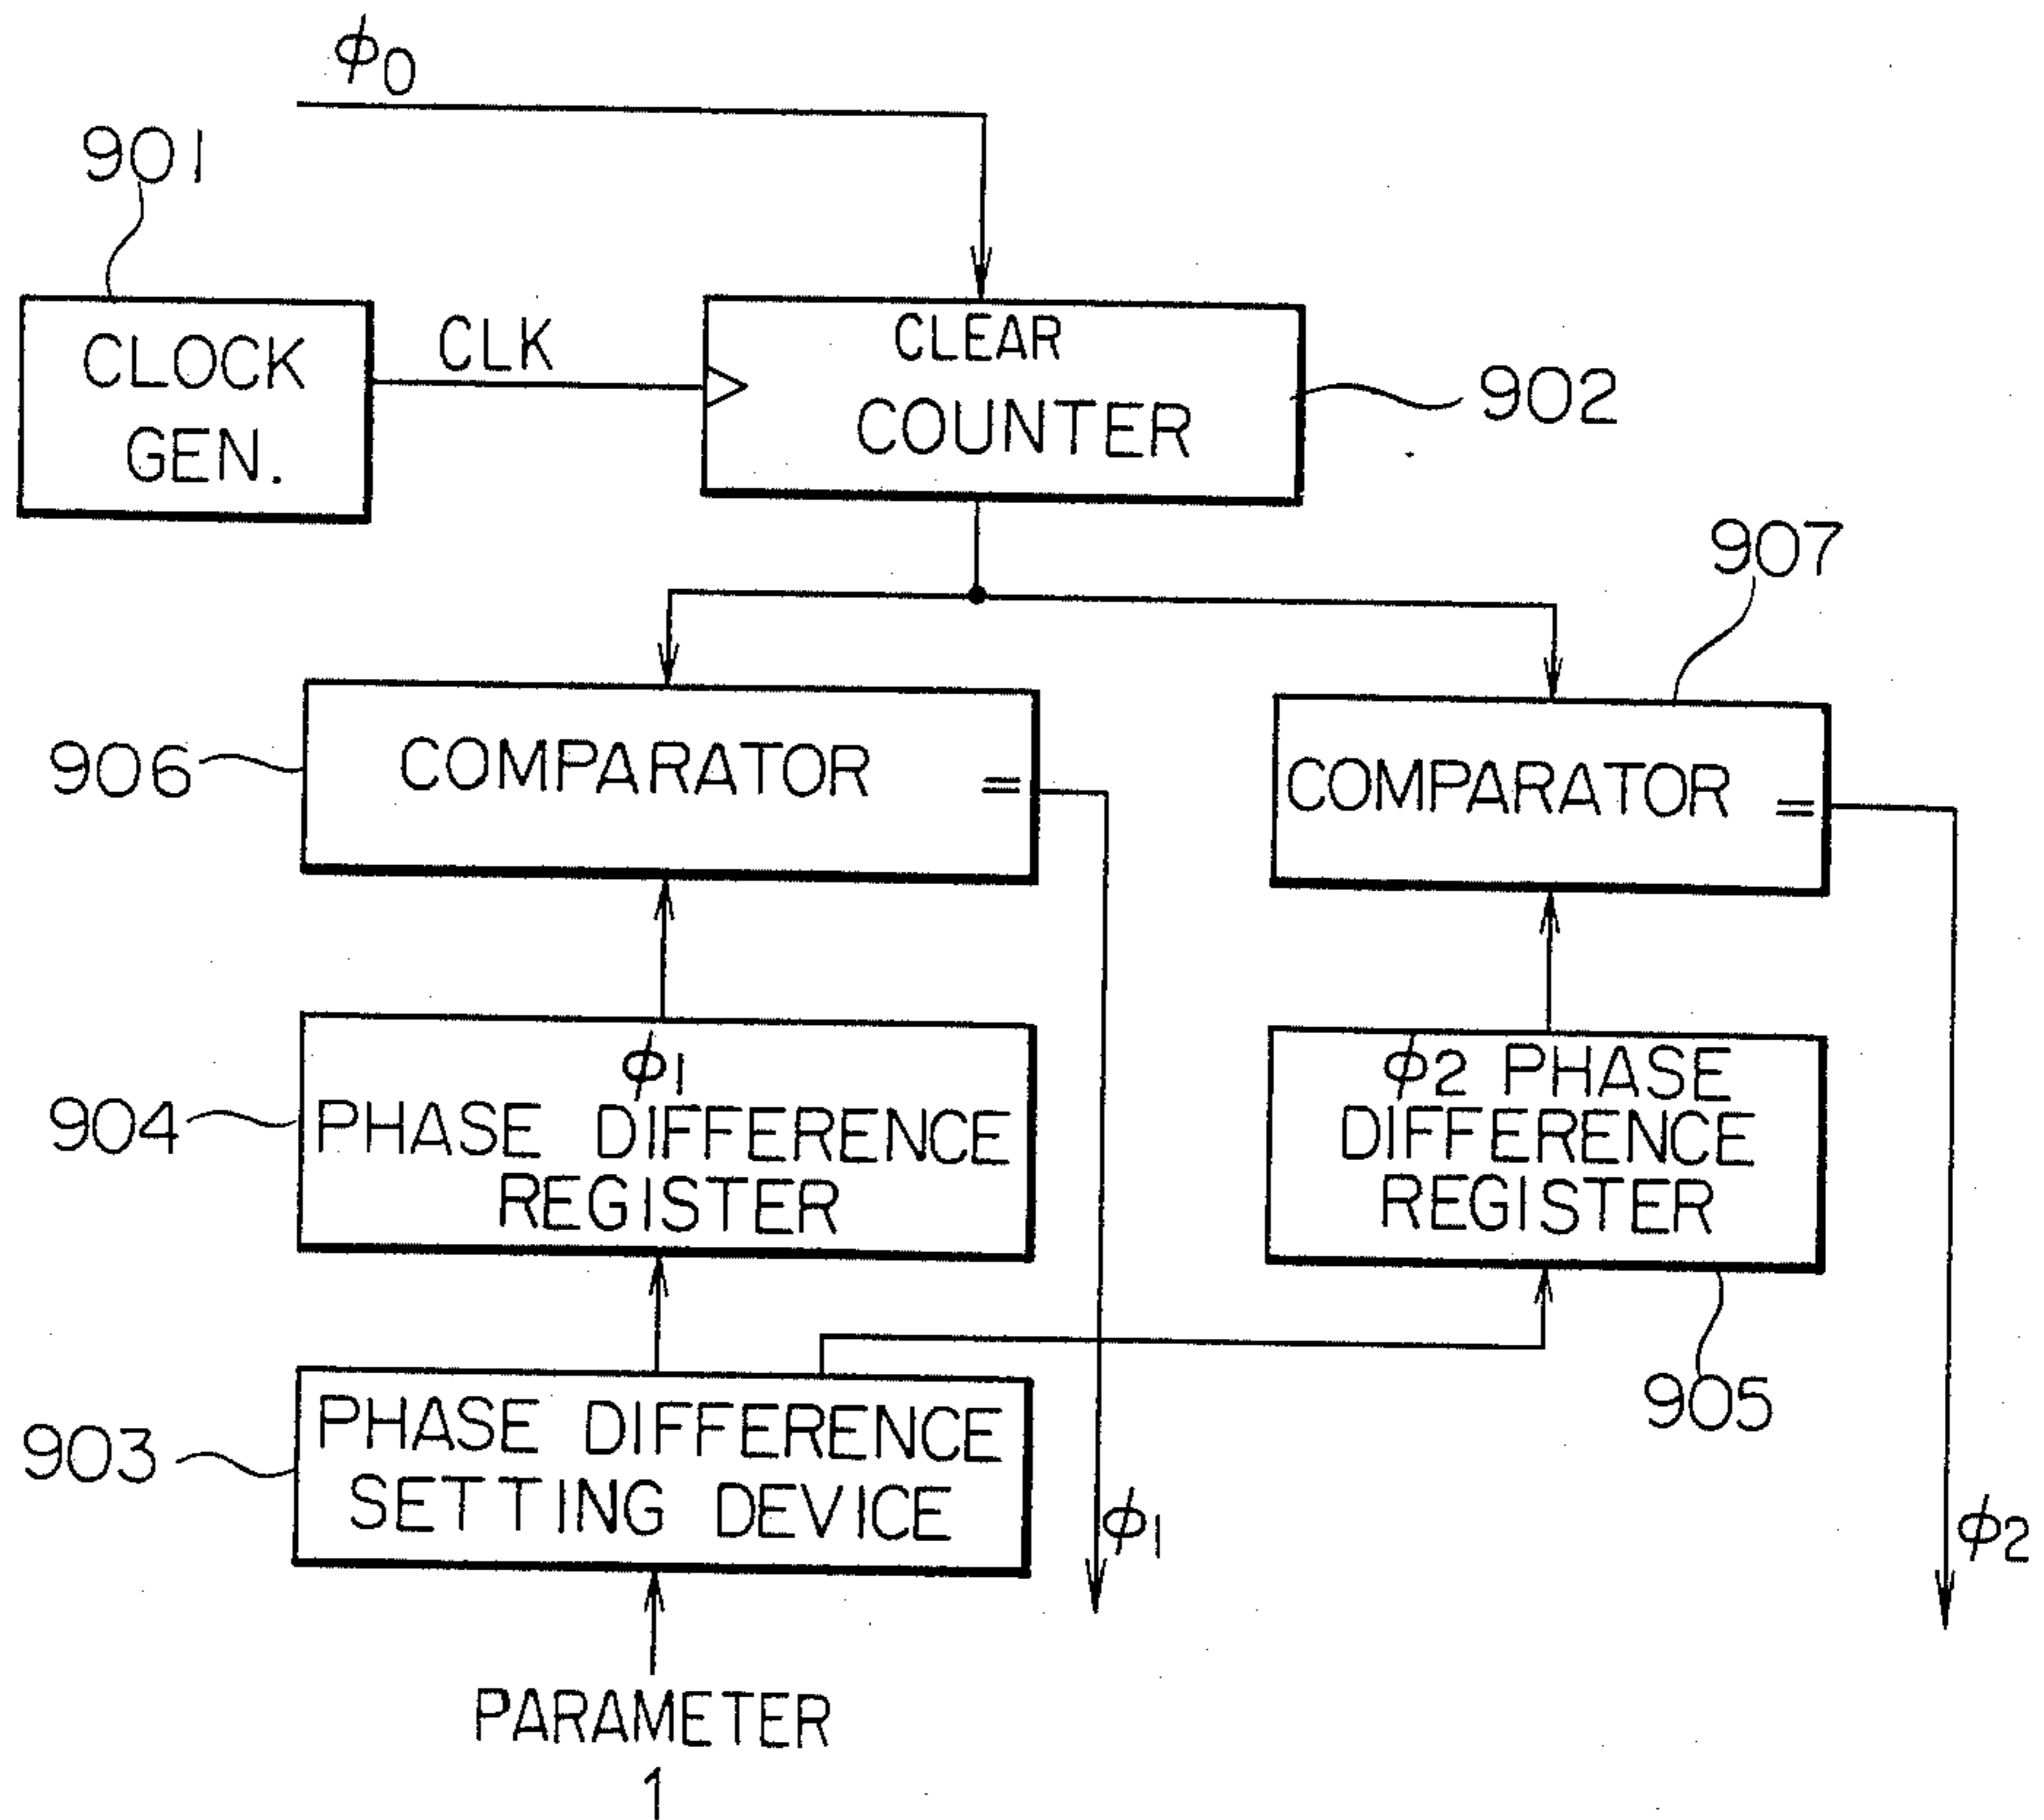 ϕ0
901
CLOCK
GEN.
CLK
CLEAR
COUNTER
902
907
906
COMPARATOR =
COMPARATOR =
904
ϕ1
PHASE DIFFERENCE
REGISTER
ϕ2 PHASE
DIFFERENCE
REGISTER
905
903
PHASE DIFFERENCE
SETTING DEVICE
ϕ1
ϕ2
PARAMETER
1